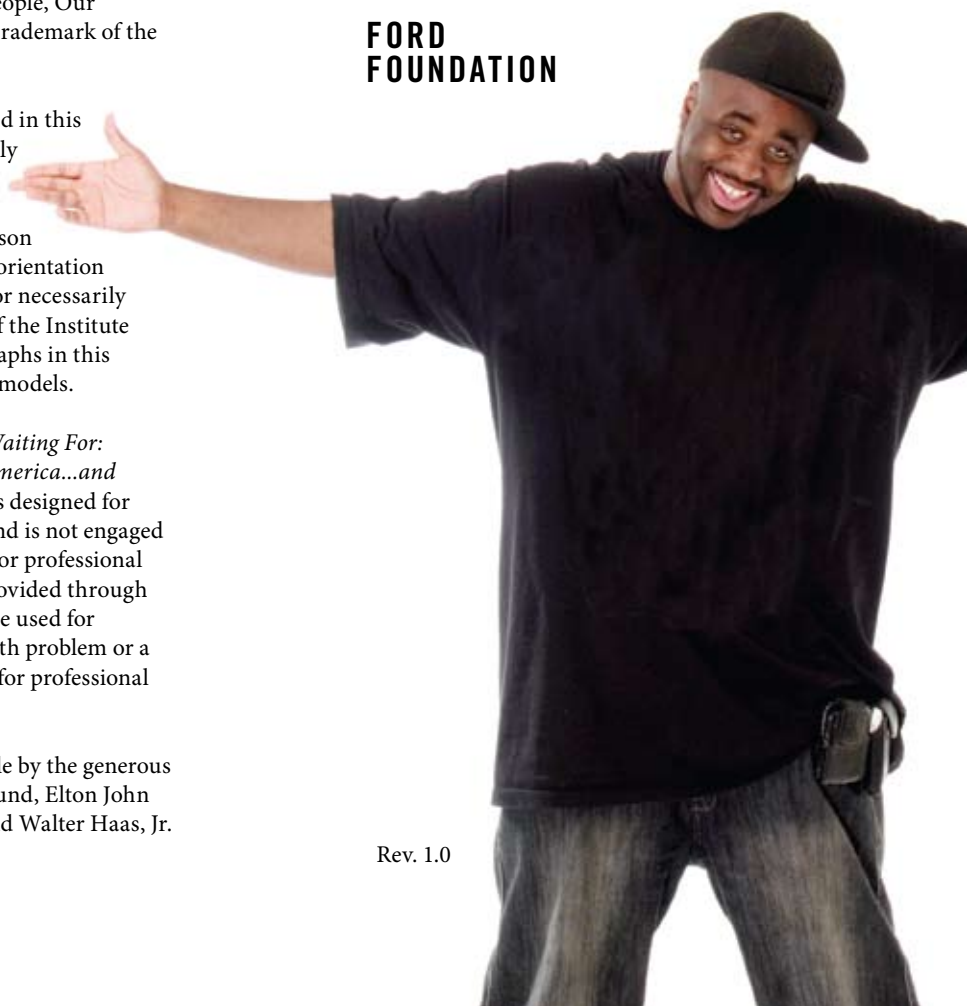 eople, Our
rademark of the
FORD
FOUNDATION
d in this
ly
son
orientation
or necessarily
f the Institute
aphs in this
models.
Vaiting For:
merica...and
s designed for
nd is not engaged
or professional
ovided through
e used for
th problem or a
for professional
le by the generous
und, Elton John
d Walter Haas, Jr.
Rev. 1.0